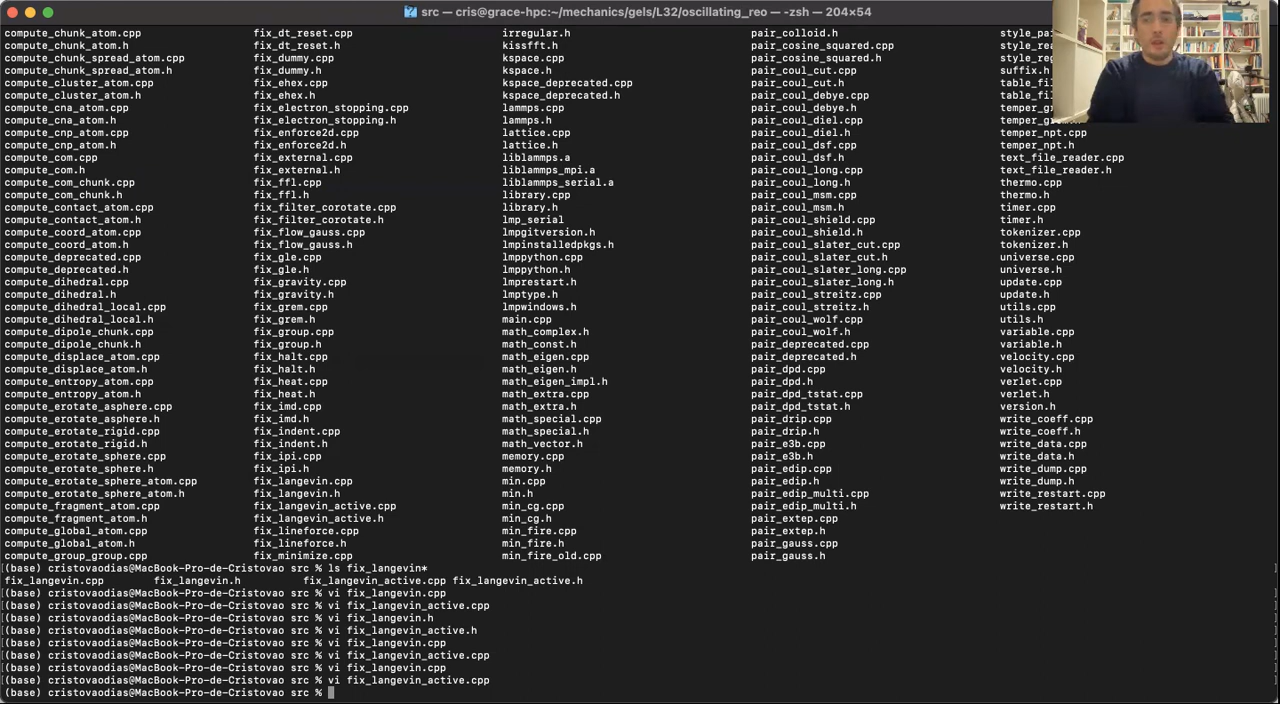 src — cris@grace-hpc:~/mechanics/gels/L32/oscillating_reo — -zsh — 204×54
compute_chunk_atom.cpp fix_dt_reset.cpp irregular.h pair_colloid.h
compute_chunk_spread_atom.cpp fix_dt_reset.h kissfft.h pair_cosine_squared.cpp
compute_chunk_spread_atom.cpp fix_dummy.cpp kspace.cpp pair_cosine_squared.h
compute_chunk_spread_atom.h fix_dummy.h kspace.h pair_coul_cut.cpp suffix.h
compute_cluster_atom.cpp fix_ehex.cpp kspace_deprecated.cpp pair_coul_cut.h
compute_cluster_atom.h fix_ehex.h kspace_deprecated.h pair_coul_debye.cpp
compute_cna_atom.cpp fix_electron_stopping.cpp lammps.cpp pair_coul_debye.h
compute_cna_atom.h fix_electron_stopping.h lammps.h pair_coul_diel.cpp
compute_cnp_atom.cpp fix_enforce2d.cpp lattice.cpp pair_coul_diel.h temper_npt.cpp
compute_cnp_atom.h fix_enforce2d.h lattice.h pair_coul_dsf.cpp temper_npt.h
compute_com.cpp fix_external.cpp liblammps.a pair_coul_dsf.h text_file_reader.cpp
compute_com.h fix_external.h liblammps_mpi.a pair_coul_long.cpp text_file_reader.h
compute_com_chunk.cpp fix_ffl.cpp liblammps_serial.a pair_coul_long.h thermo.cpp
compute_com_chunk.h fix_ffl.h library.cpp pair_coul_msm.cpp thermo.h
compute_contact_atom.cpp fix_filter_corotate.cpp library.h pair_coul_msm.h timer.cpp
compute_contact_atom.h fix_filter_corotate.h lmp_serial pair_coul_shield.cpp timer.h
compute_coord_atom.cpp fix_flow_gauss.cpp lmpgitversion.h pair_coul_shield.h tokenizer.cpp
compute_coord_atom.h fix_flow_gauss.h lmpinstalledpkgs.h pair_coul_slater_cut.cpp tokenizer.h
compute_deprecated.cpp fix_gle.cpp lmppython.cpp pair_coul_slater_cut.h universe.cpp
compute_deprecated.h fix_gle.h lmppython.h pair_coul_slater_long.cpp universe.h
compute_dihedral.cpp fix_gravity.cpp lmprestart.h pair_coul_slater_long.h update.cpp
compute_dihedral.h fix_gravity.h lmptype.h pair_coul_streitz.cpp update.h
compute_dihedral_local.cpp fix_grem.cpp lmpwindows.h pair_coul_streitz.h utils.cpp
compute_dihedral_local.h fix_grem.h main.cpp pair_coul_wolf.cpp utils.h
compute_dipole_chunk.cpp fix_group.cpp math_complex.h pair_coul_wolf.h variable.cpp
compute_dipole_chunk.h fix_group.h math_const.h pair_deprecated.cpp variable.h
compute_displace_atom.cpp fix_halt.cpp math_eigen.cpp pair_deprecated.h velocity.cpp
compute_displace_atom.h fix_halt.h math_eigen.h pair_dpd.cpp velocity.h
compute_entropy_atom.cpp fix_heat.cpp math_eigen_impl.h pair_dpd.h verlet.cpp
compute_entropy_atom.h fix_heat.h math_extra.cpp pair_dpd_tstat.cpp verlet.h
compute_erotate_asphere.cpp fix_imd.cpp math_extra.h pair_dpd_tstat.h version.h
compute_erotate_asphere.h fix_imd.h math_special.cpp pair_drip.cpp write_coeff.cpp
compute_erotate_rigid.cpp fix_indent.cpp math_special.h pair_drip.h write_coeff.h
compute_erotate_rigid.h fix_indent.h math_vector.h pair_e3b.cpp write_data.cpp
compute_erotate_sphere.cpp fix_ipi.cpp memory.cpp pair_e3b.h write_data.h
compute_erotate_sphere.h fix_ipi.h memory.h pair_edip.cpp write_dump.cpp
compute_erotate_sphere_atom.cpp fix_langevin.cpp min.cpp pair_edip.h write_dump.h
compute_erotate_sphere_atom.h fix_langevin.h min.h pair_edip_multi.cpp write_restart.cpp
compute_fragment_atom.cpp fix_langevin_active.cpp min_cg.cpp pair_edip_multi.h write_restart.h
compute_fragment_atom.h fix_langevin_active.h min_cg.h pair_extep.cpp
compute_global_atom.cpp fix_lineforce.cpp min_fire.cpp pair_extep.h
compute_global_atom.h fix_lineforce.h min_fire.h pair_gauss.cpp
compute_group_group.cpp fix_minimize.cpp min_fire_old.cpp pair_gauss.h
[(base) cristovaodias@MacBook-Pro-de-Cristovao src % ls fix_langevin* ]
fix_langevin.cpp fix_langevin.h fix_langevin_active.cpp fix_langevin_active.h
[(base) cristovaodias@MacBook-Pro-de-Cristovao src % vi fix_langevin.cpp ]
[(base) cristovaodias@MacBook-Pro-de-Cristovao src % vi fix_langevin_active.cpp ]
[(base) cristovaodias@MacBook-Pro-de-Cristovao src % vi fix_langevin.h ]
[(base) cristovaodias@MacBook-Pro-de-Cristovao src % vi fix_langevin_active.h ]
[(base) cristovaodias@MacBook-Pro-de-Cristovao src % vi fix_langevin.cpp ]
[(base) cristovaodias@MacBook-Pro-de-Cristovao src % vi fix_langevin_active.cpp ]
[(base) cristovaodias@MacBook-Pro-de-Cristovao src % vi fix_langevin.cpp ]
[(base) cristovaodias@MacBook-Pro-de-Cristovao src % vi fix_langevin_active.cpp ]
(base) cristovaodias@MacBook-Pro-de-Cristovao src %